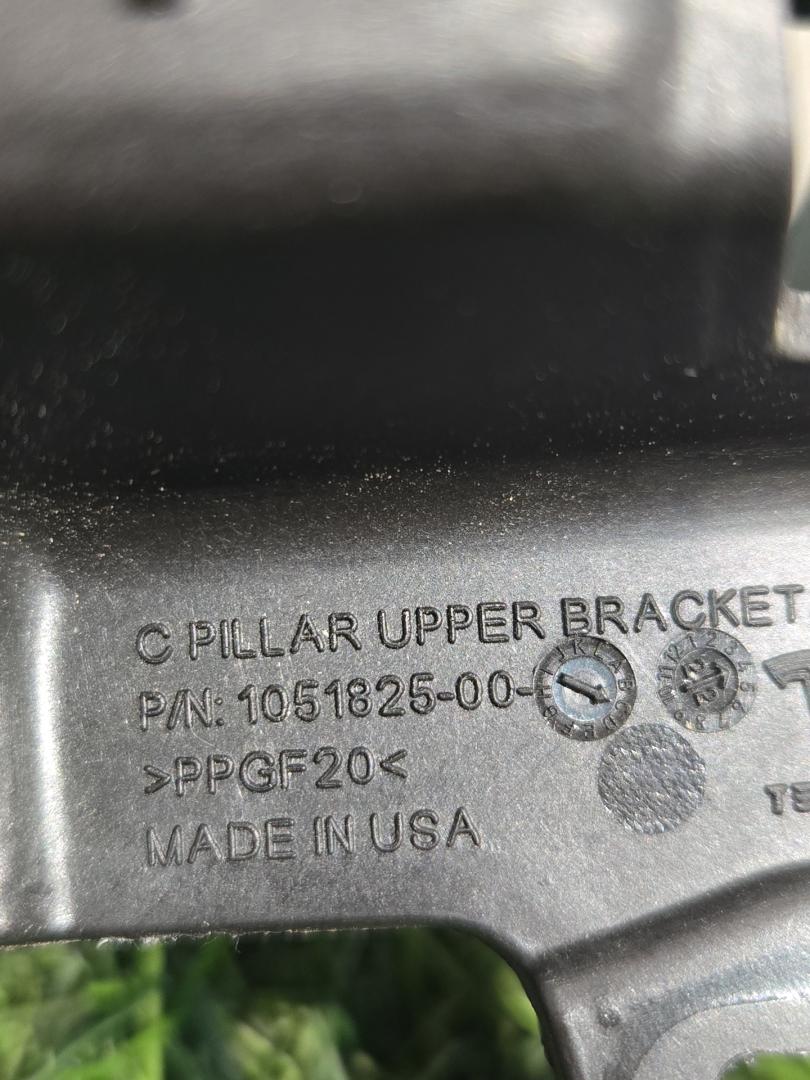 C PILLAR UPPER BRACKET
P/N: 1051825-00-
>PPGF20<
MADE IN USA